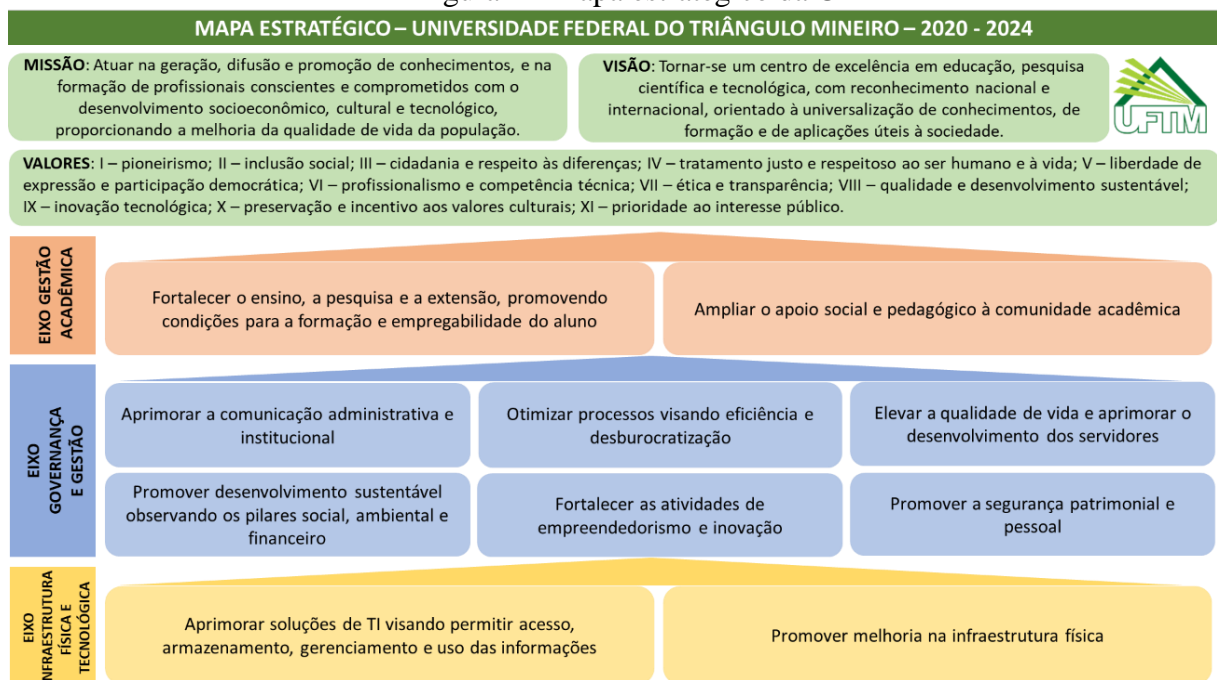 MAPA ESTRATÉGICO – UNIVERSIDADE FEDERAL DO TRIÂNGULO MINEIRO – 2020 - 2024
MISSÃO: Atuar na geração, difusão e promoção de conhecimentos, e na
formação de profissionais conscientes e comprometidos com o
desenvolvimento socioeconômico, cultural e tecnológico,
proporcionando a melhoria da qualidade de vida da população.
VISÃO: Tornar-se um centro de excelência em educação, pesquisa
científica e tecnológica, com reconhecimento nacional e
internacional, orientado à universalização de conhecimentos, de
formação e de aplicações úteis à sociedade.
UFTM
VALORES: I – pioneirismo; II – inclusão social; III – cidadania e respeito às diferenças; IV – tratamento justo e respeitoso ao ser humano e à vida; V – liberdade de
expressão e participação democrática; VI – profissionalismo e competência técnica; VII – ética e transparência; VIII – qualidade e desenvolvimento sustentável;
IX – inovação tecnológica; X – preservação e incentivo aos valores culturais; XI – prioridade ao interesse público.
EIXO GESTÃO
ACADÊMICA
Fortalecer o ensino, a pesquisa e a extensão, promovendo
condições para a formação e empregabilidade do aluno
Ampliar o apoio social e pedagógico à comunidade acadêmica
EIXO
GOVERNANÇA
E GESTÃO
Aprimorar a comunicação administrativa e
institucional
Otimizar processos visando eficiência e
desburocratização
Elevar a qualidade de vida e aprimorar o
desenvolvimento dos servidores
Promover desenvolvimento sustentável
observando os pilares social, ambiental e
financeiro
Fortalecer as atividades de
empreendedorismo e inovação
Promover a segurança patrimonial e
pessoal
EIXO
INFRAESTRUTURA
FÍSICA E
TECNOLÓGICA
Aprimorar soluções de TI visando permitir acesso,
armazenamento, gerenciamento e uso das informações
Promover melhoria na infraestrutura física